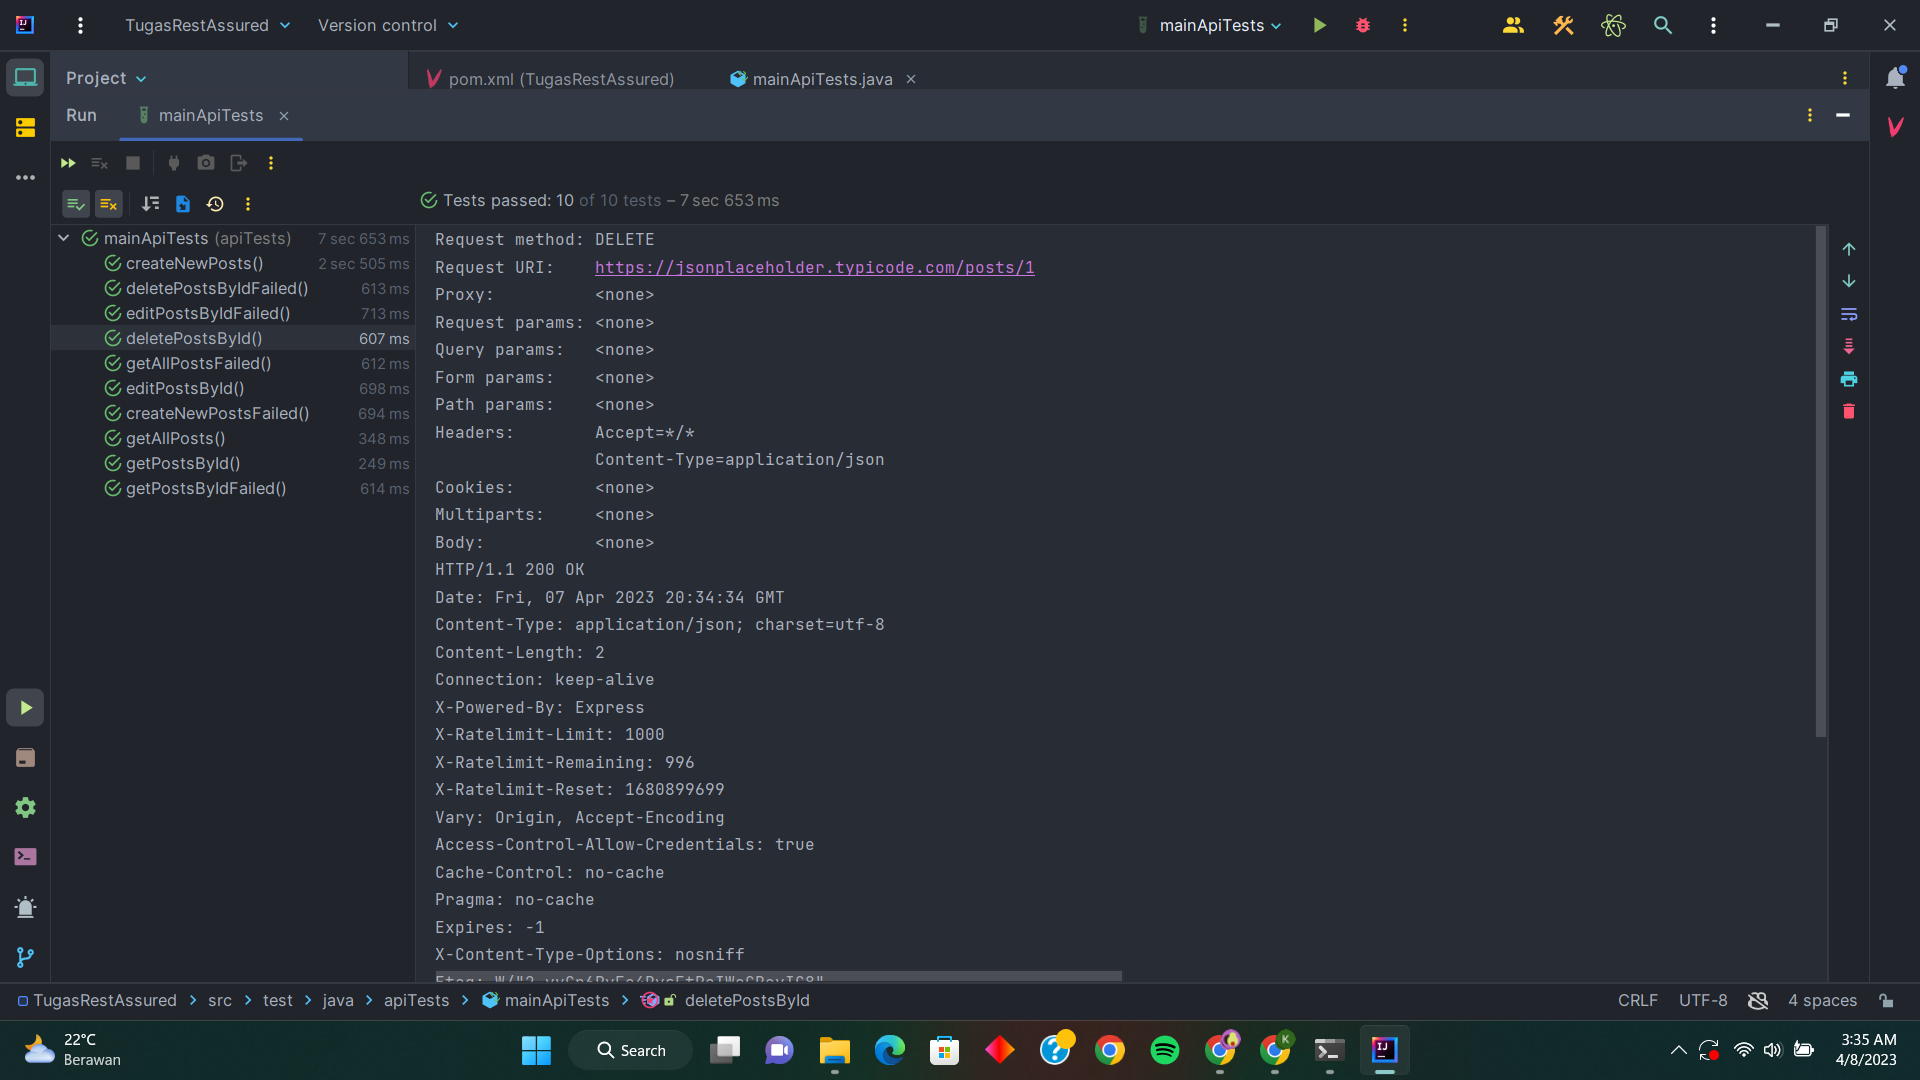 TugasRestAssured
Version control
mainApiTests
Project
pom.xml (TugasRestAssured)
mainApiTests.java
Run
mainApiTests
Tests passed: 10 of 10 tests – 7 sec 653 ms
mainApiTests (apiTests) 7 sec 653 ms
createNewPosts() 2 sec 505 ms
deletePostsByIdFailed() 613 ms
editPostsByIdFailed() 713 ms
deletePostsById() 607 ms
getAllPostsFailed() 612 ms
editPostsById() 698 ms
createNewPostsFailed() 694 ms
getAllPosts() 348 ms
getPostsById() 249 ms
getPostsByIdFailed() 614 ms
Request method: DELETE
Request URI: https://jsonplaceholder.typicode.com/posts/1
Proxy: <none>
Request params: <none>
Query params: <none>
Form params: <none>
Path params: <none>
Headers: Accept=*/*
Content-Type=application/json
Cookies: <none>
Multiparts: <none>
Body: <none>
HTTP/1.1 200 OK
Date: Fri, 07 Apr 2023 20:34:34 GMT
Content-Type: application/json; charset=utf-8
Content-Length: 2
Connection: keep-alive
X-Powered-By: Express
X-Ratelimit-Limit: 1000
X-Ratelimit-Remaining: 996
X-Ratelimit-Reset: 1680899699
Vary: Origin, Accept-Encoding
Access-Control-Allow-Credentials: true
Cache-Control: no-cache
Pragma: no-cache
Expires: -1
X-Content-Type-Options: nosniff
TugasRestAssured > src > test > java > apiTests > mainApiTests > deletePostsById
CRLF UTF-8 4 spaces
22°C
Berawan
Search
3:35 AM
4/8/2023